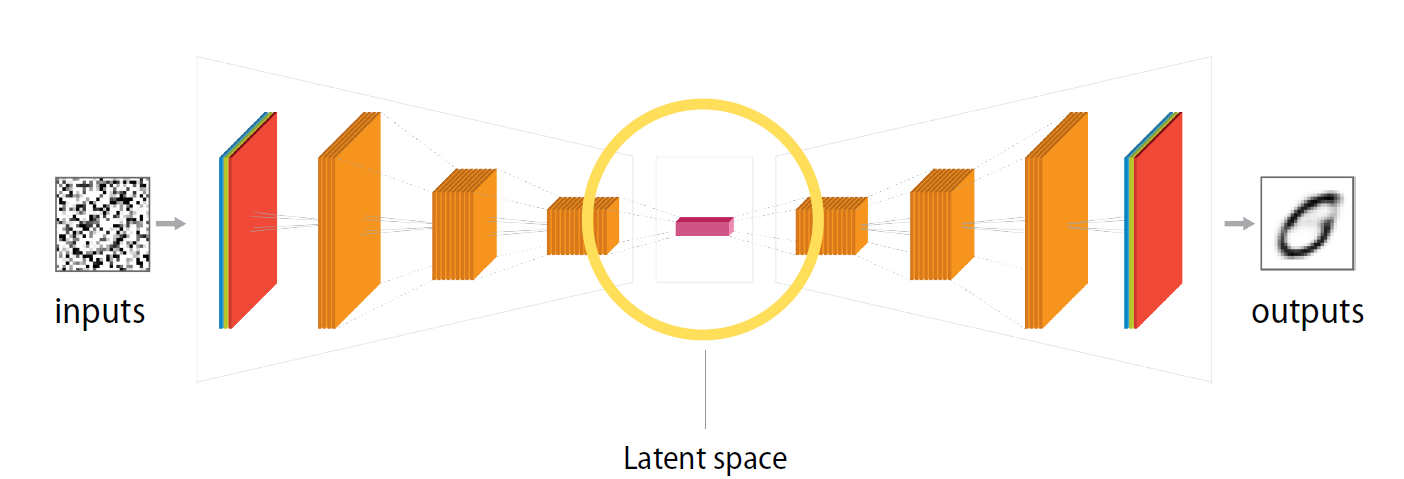 inputs
outputs
Latent space